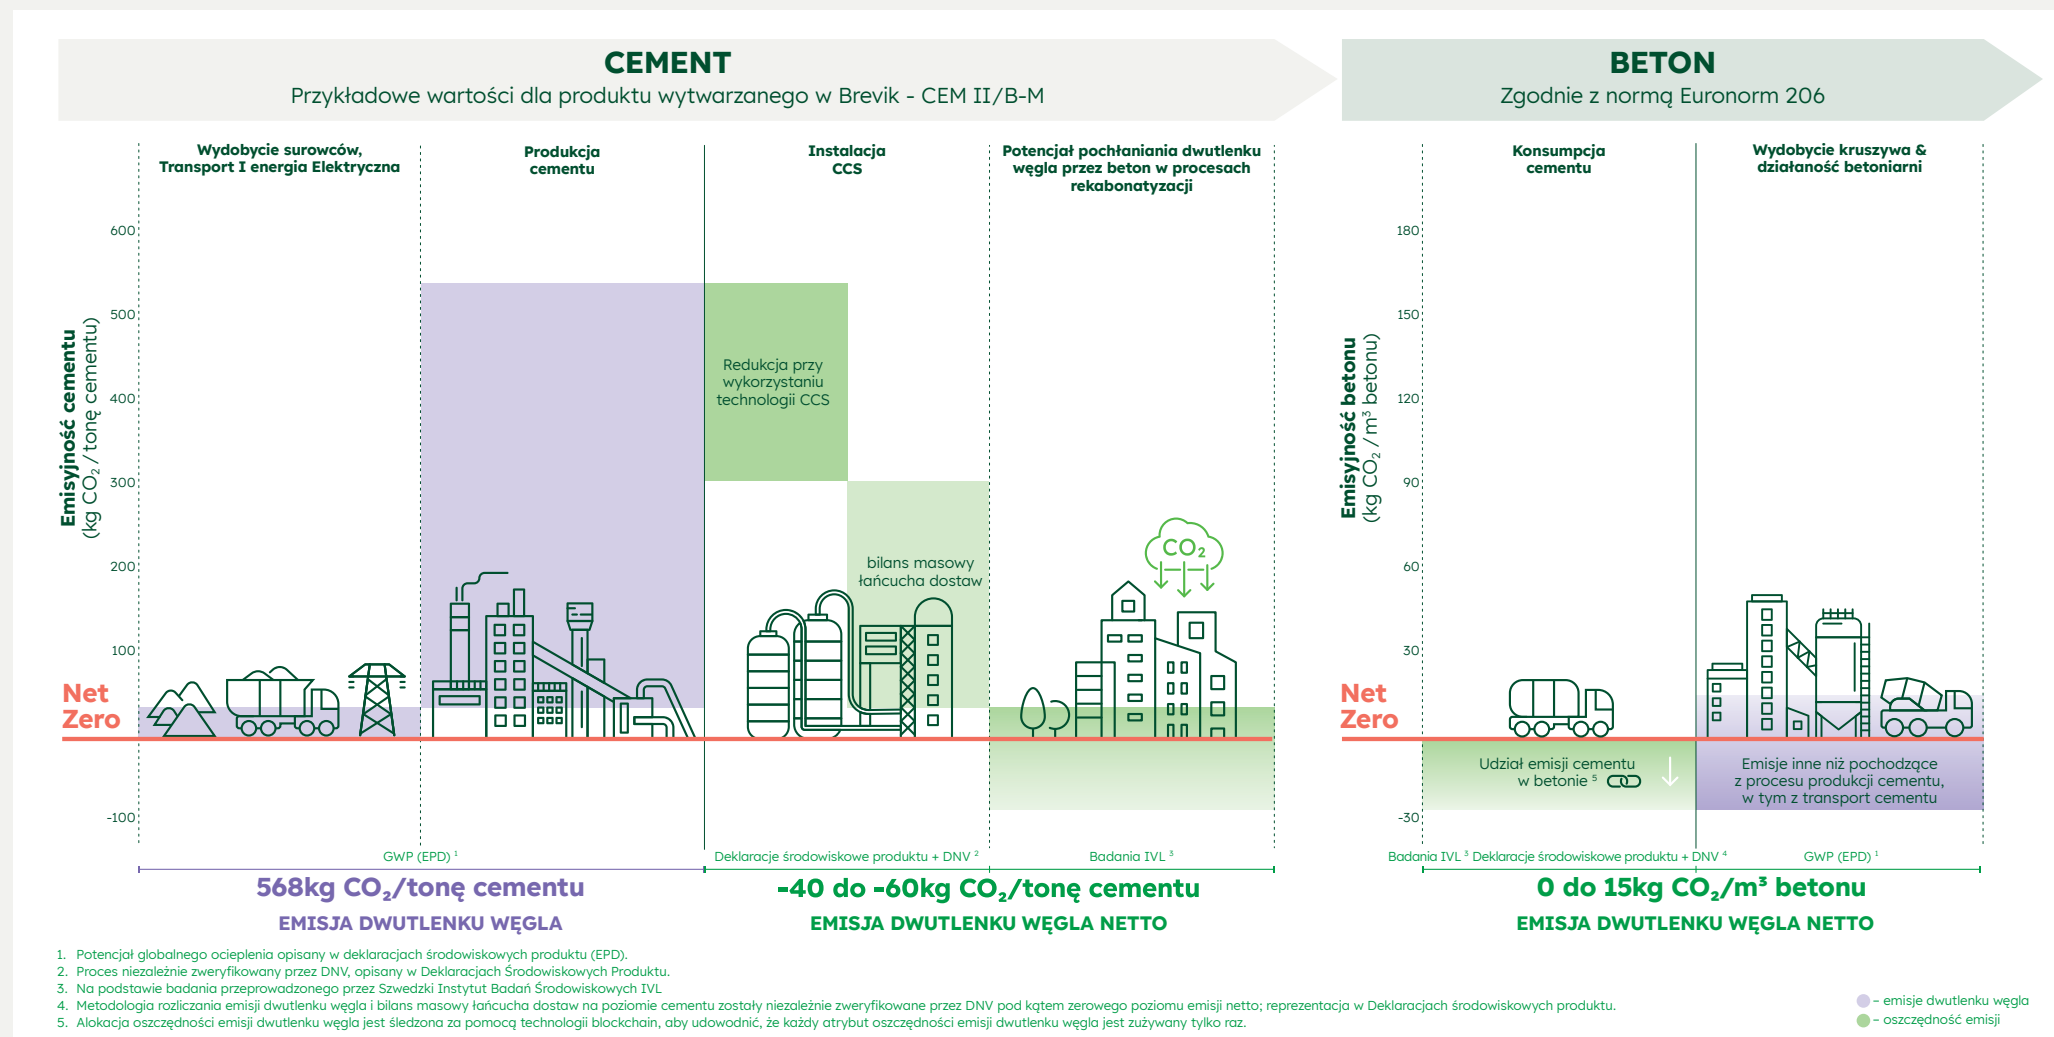 CEMENT
Przykładowe wartości dla produktu wytwarzanego w Brevik - CEM II/B-M
BETON
Zgodnie z normą Euronorm 206
Wydobycie surowców,
Transport I energia Elektryczna
Produkcja
cementu
Instalacja
CCS
Potencjał pochłaniania dwutlenku
węgla przez beton w procesach
rekabonatyzacji
Konsumpcja
cementu
Wydobycie kruszywa &
działaność betoniarni
Emisyjność cementu
(kg CO₂ / tonę cementu)
600
500
400
300
200
100
Net
Zero
-100
Redukcja przy
wykorzystaniu
technologii CCS
bilans masowy
łańcucha dostaw
CO₂
Emisyjność betonu
(kg CO₂ / m³ betonu)
180
150
120
90
60
30
Net
Zero
-30
Udział emisji cementu
w betonie ⁵
Emisje inne niż pochodzące
z procesu produkcji cementu,
w tym z transport cementu
GWP (EPD) ¹
Deklaracje środowiskowe produktu + DNV ²
Badania IVL ³
Badania IVL ³ Deklaracje środowiskowe produktu + DNV ⁴
GWP (EPD) ¹
568kg CO₂/tonę cementu
EMISJA DWUTLENKU WĘGLA
-40 do -60kg CO₂/tonę cementu
EMISJA DWUTLENKU WĘGLA NETTO
0 do 15kg CO₂/m³ betonu
EMISJA DWUTLENKU WĘGLA NETTO
1. Potencjał globalnego ocieplenia opisany w deklaracjach środowiskowych produktu (EPD).
2. Proces niezależnie zweryfikowany przez DNV, opisany w Deklaracjach Środowiskowych Produktu.
3. Na podstawie badania przeprowadzonego przez Szwedzki Instytut Badań Środowiskowych IVL
4. Metodologia rozliczania emisji dwutlenku węgla i bilans masowy łańcucha dostaw na poziomie cementu zostały niezależnie zweryfikowane przez DNV pod kątem zerowego poziomu emisji netto; reprezentacja w Deklaracjach środowiskowych produktu.
5. Alokacja oszczędności emisji dwutlenku węgla jest śledzona za pomocą technologii blockchain, aby udowodnić, że każdy atrybut oszczędności emisji dwutlenku węgla jest zużywany tylko raz.
– emisje dwutlenku węgla
– oszczędność emisji